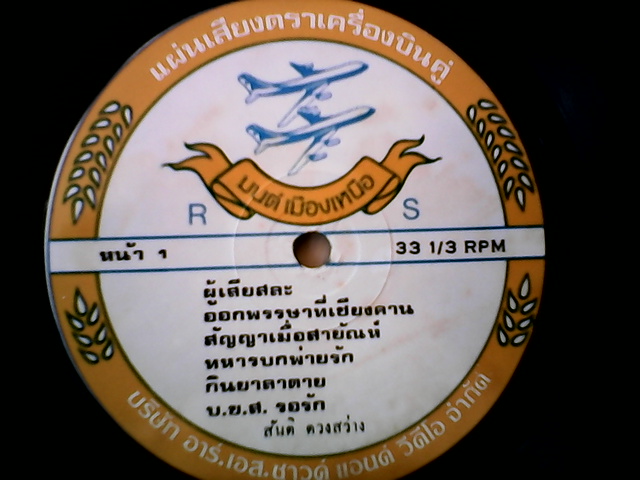 แผ่นเสียงตราเครื่องบินคู่
มนต์เมืองเหนือ
R S
หน้า 1 33 1/3 RPM
ผู้เสียสละ
ออกพรรษาที่เชียงคาน
สัญญาเมื่อสายัณห์
ทหารบกพ่ายรัก
กินยาลาตาย
บ.ย.ส. รอรัก
สันติ ดวงสว่าง
บริษัท อาร์.เอส.ซาวด์ แอนด์ วีดีโอ จำกัด